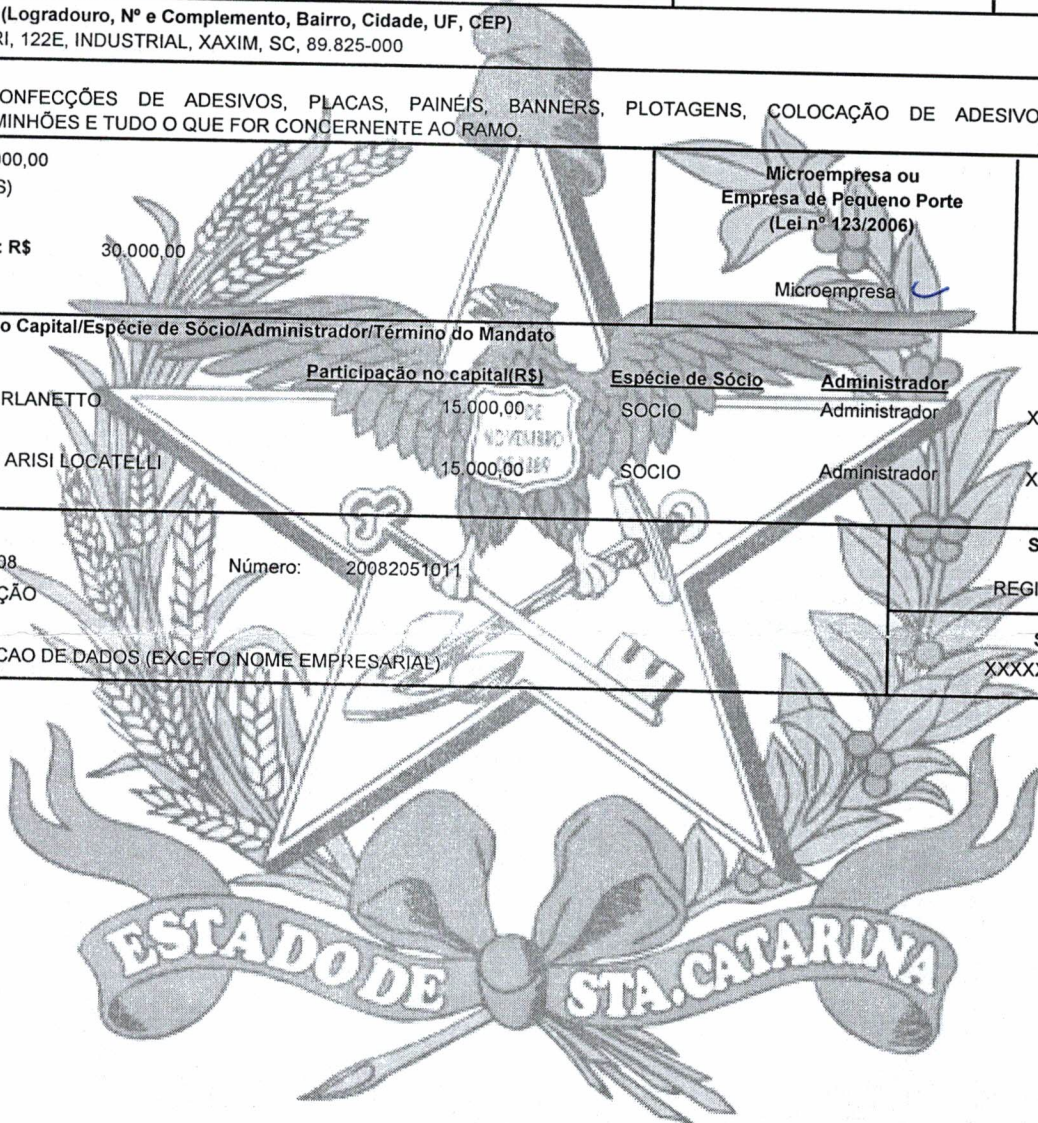 (Logradouro, Nº e Complemento, Bairro, Cidade, UF, CEP)
RI, 122E, INDUSTRIAL, XAXIM, SC, 89.825-000
ONFECÇÕES DE ADESIVOS, PLACAS, PAINÉIS, BANNERS, PLOTAGENS, COLOCAÇÃO DE ADESIVO
MINHÕES E TUDO O QUE FOR CONCERNENTE AO RAMO.
000,00
S)
: R$ 30.000,00
Microempresa ou
Empresa de Pequeno Porte
(Lei nº 123/2006)
Microempresa
o Capital/Espécie de Sócio/Administrador/Término do Mandato
Participação no capital(R$) Espécie de Sócio Administrador
RLANETTO 15.000,00 SOCIO Administrador X
ARISI LOCATELLI 15.000,00 SOCIO Administrador X
DE
NOVEMBRO
08 Número: 20082051011
ÇÃO
CAO DE DADOS (EXCETO NOME EMPRESARIAL)
S
REGI
S
XXXXX
ESTADO DE STA.CATARINA